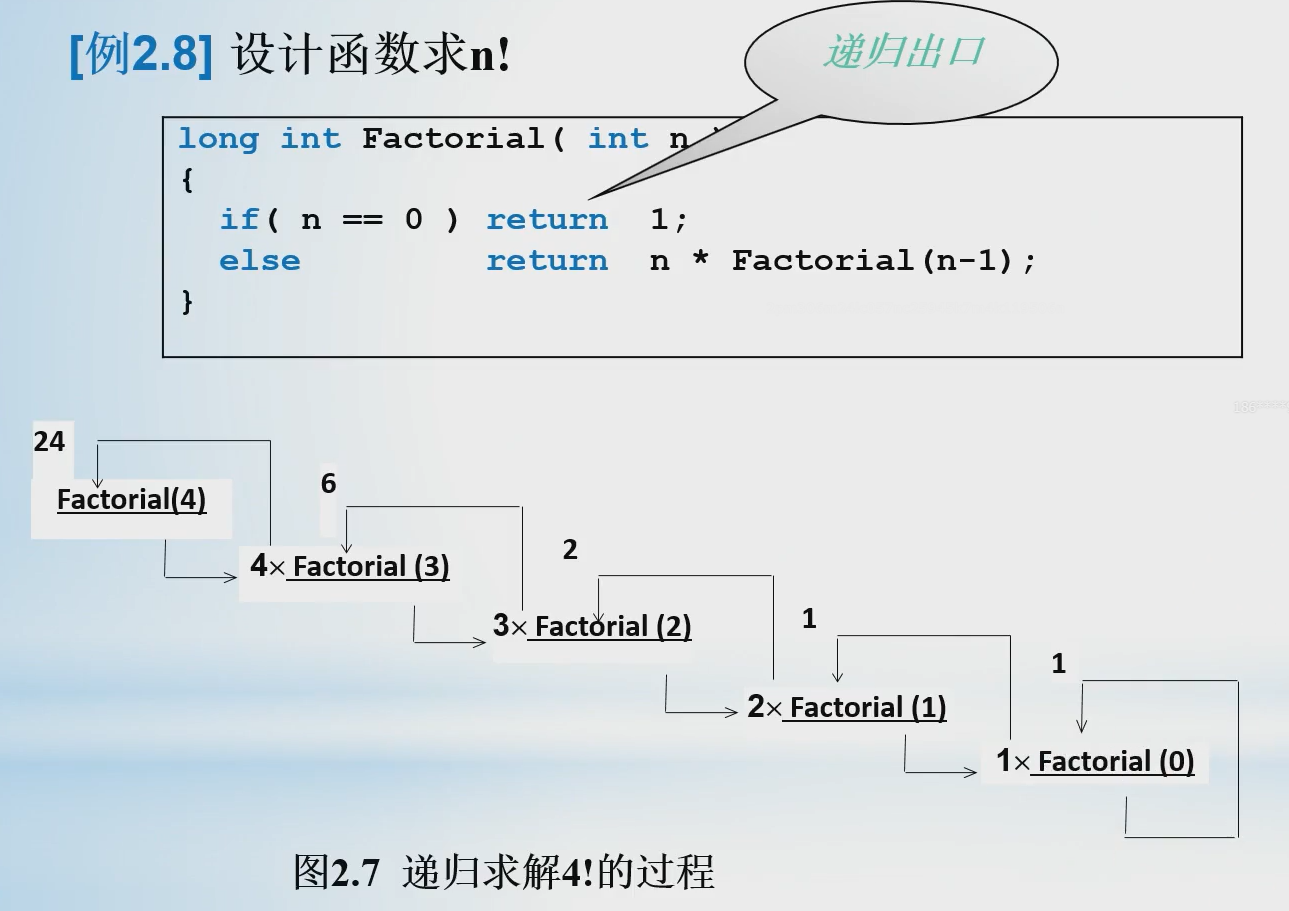 [例2.8] 设计函数求n!
递归出口
long int Factorial( int n
{
if( n == 0 ) return 1;
else return n * Factorial(n-1);
}
24
Factorial(4)
6
4× Factorial (3)
2
3× Factorial (2)
1
2× Factorial (1)
1
1× Factorial (0)
图2.7 递归求解4!的过程